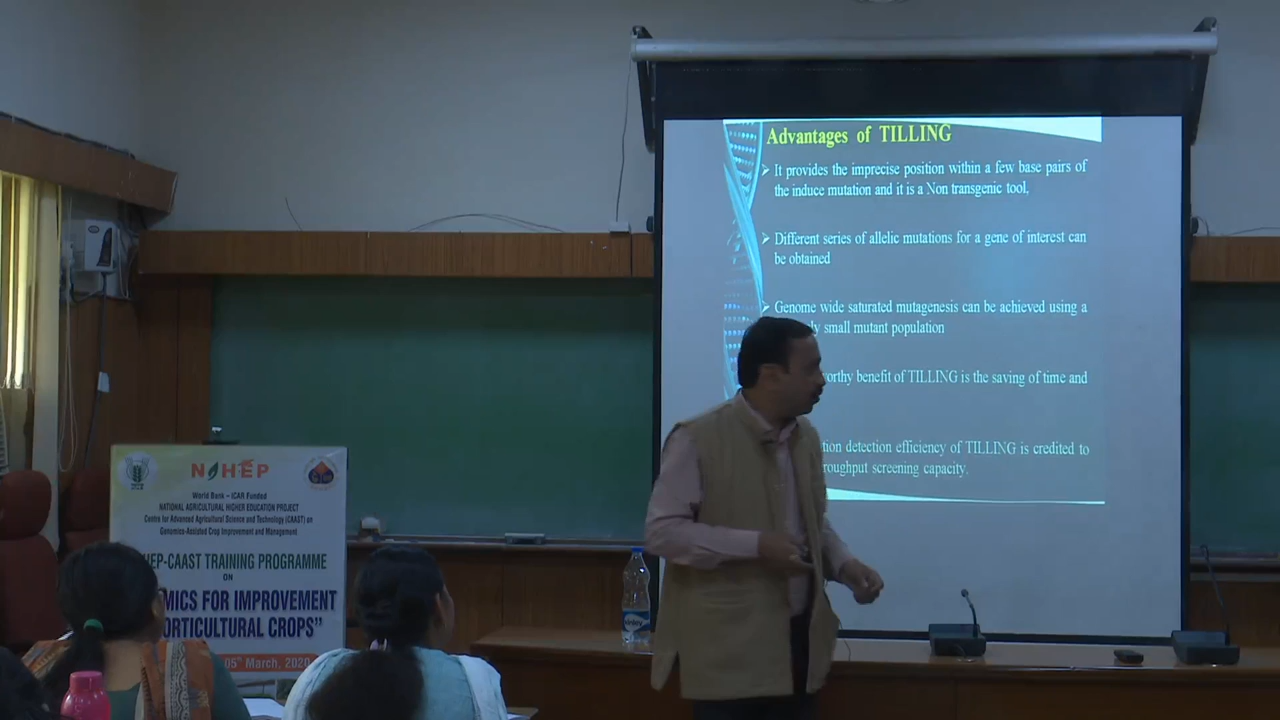 Advantages of TILLING
It provides the imprecise position within a few base pairs of
the induce mutation and it is a Non transgenic tool,
Different series of allelic mutations for a gene of interest can
be obtained
Genome wide saturated mutagenesis can be achieved using a
small mutant population
benefit of TILLING is the saving of time and
detection efficiency of TILLING is credited to
screening capacity.
NAHEP
World Bank – ICAR Funded
NATIONAL AGRICULTURAL HIGHER EDUCATION PROJECT
Centre for Advanced Agricultural Science and Technology (CAAST) on
Genomics-Assisted Crop Improvement and Management
HEP-CAAST TRAINING PROGRAMME
ON
MICS FOR IMPROVEMENT
ORTICULTURAL CROPS"
05th March, 2020